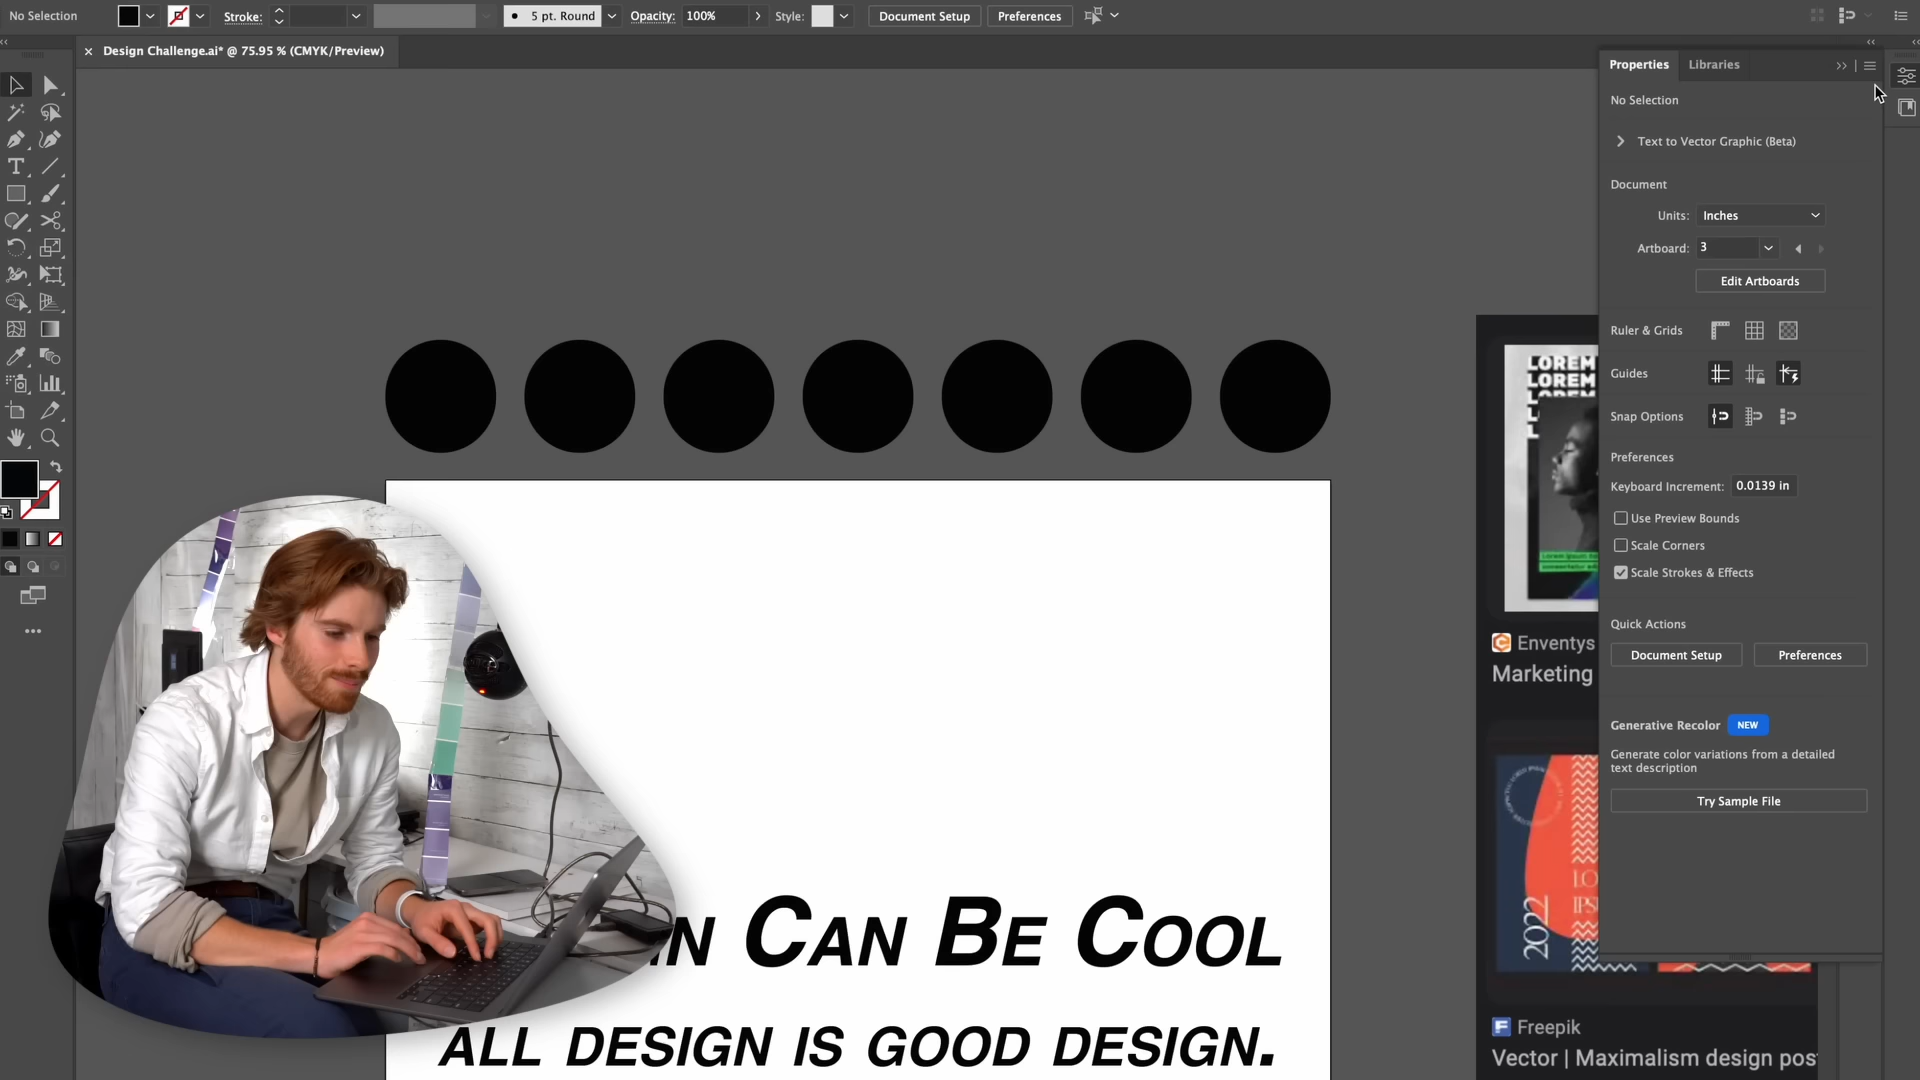 No Selection
Stroke:
5 pt. Round
Opacity: 100%
Style:
Document Setup
Preferences
Design Challenge.ai* @ 75.95 % (CMYK/Preview)
Properties
Libraries
No Selection
Text to Vector Graphic (Beta)
Document
Units: Inches
Artboard: 3
Edit Artboards
Ruler & Grids
Guides
Snap Options
Preferences
Keyboard Increment: 0.0139 in
Use Preview Bounds
Scale Corners
Scale Strokes & Effects
Quick Actions
Document Setup
Preferences
Generative Recolor NEW
Generate color variations from a detailed
text description
Try Sample File
LOREM
LOREM
Enventys
Marketing
LO
IPS
2022
Freepik
Vector | Maximalism design pos
N CAN BE COOL
ALL DESIGN IS GOOD DESIGN.